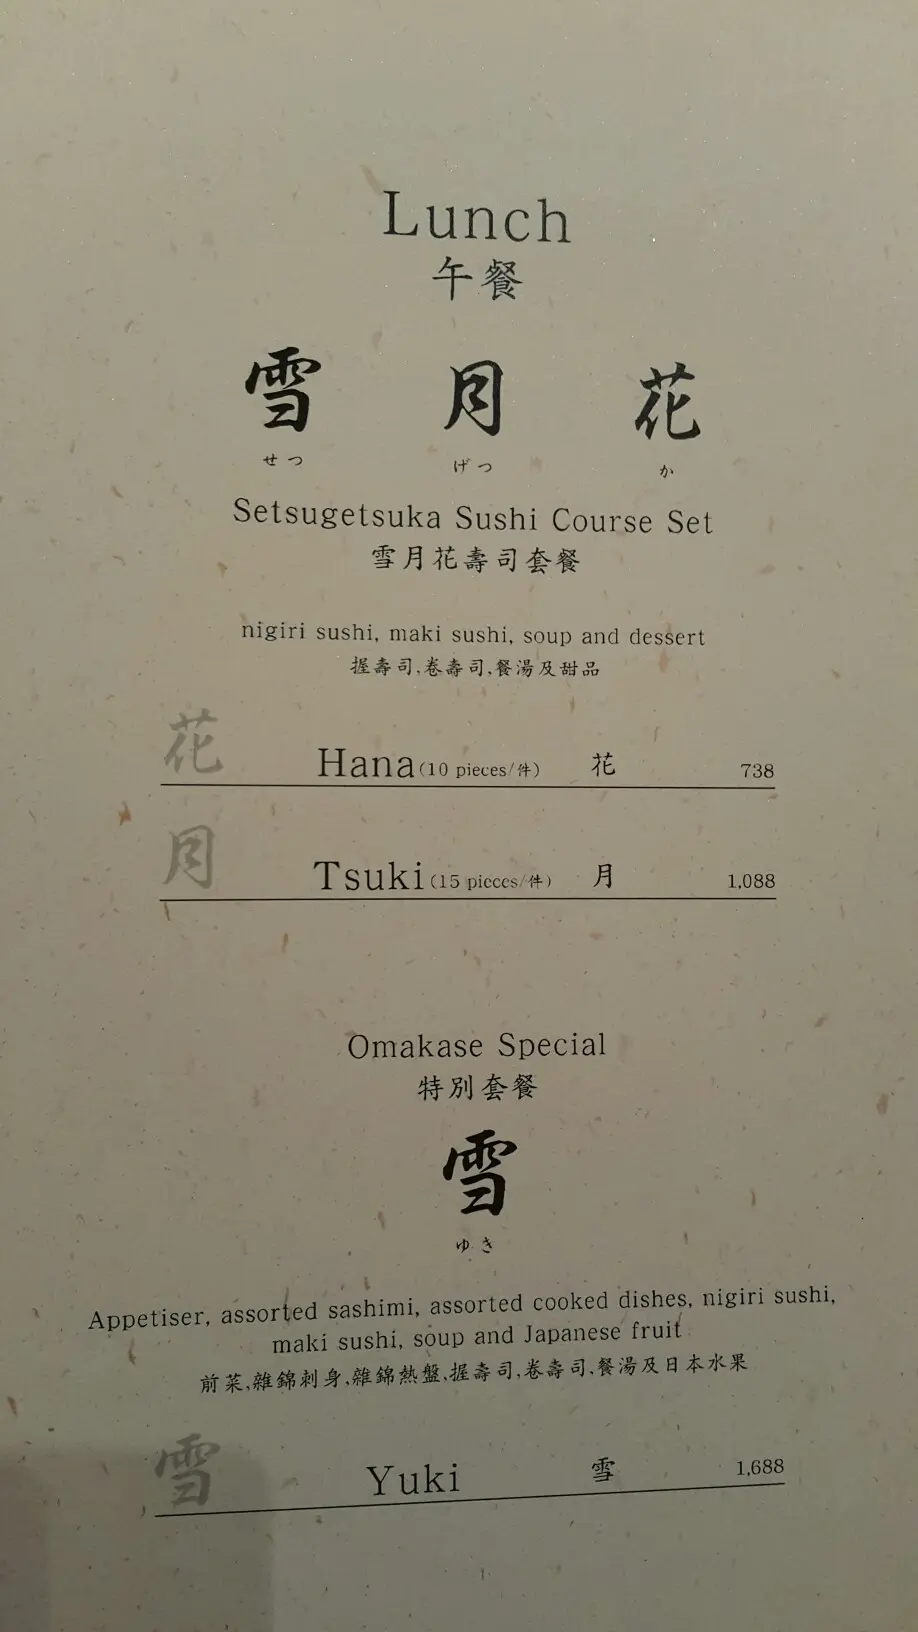 Lunch
午餐
雪 月 花
せつ げつ か
Setsugetsuka Sushi Course Set
雪月花壽司套餐
nigiri sushi, maki sushi, soup and dessert
握壽司,卷壽司,餐湯及甜品
花 Hana(10 pieces/件) 花 738
月 Tsuki(15 pieces/件) 月 1,088
Omakase Special
特別套餐
雪
ゆき
Appetiser, assorted sashimi, assorted cooked dishes, nigiri sushi,
maki sushi, soup and Japanese fruit
前菜,雜錦刺身,雜錦熱盤,握壽司,卷壽司,餐湯及日本水果
雪 Yuki 雪 1,688